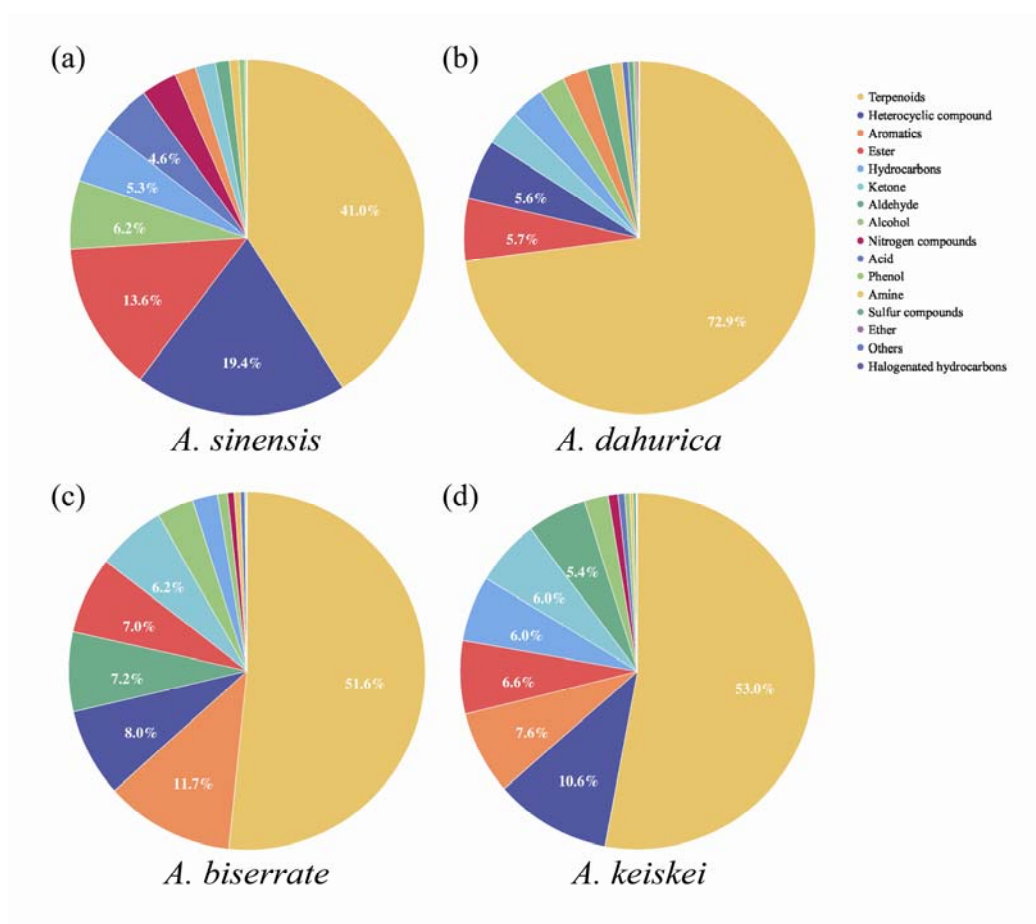 (a)
41.0%
19.4%
13.6%
6.2%
5.3%
4.6%
A. sinensis
(b)
72.9%
5.7%
5.6%
A. dahurica
Terpenoids
Heterocyclic compound
Aromatics
Ester
Hydrocarbons
Ketone
Aldehyde
Alcohol
Nitrogen compounds
Acid
Phenol
Amine
Sulfur compounds
Ether
Others
Halogenated hydrocarbons
(c)
51.6%
11.7%
8.0%
7.2%
7.0%
6.2%
A. biserrate
(d)
53.0%
10.6%
7.6%
6.6%
6.0%
6.0%
5.4%
A. keiskei